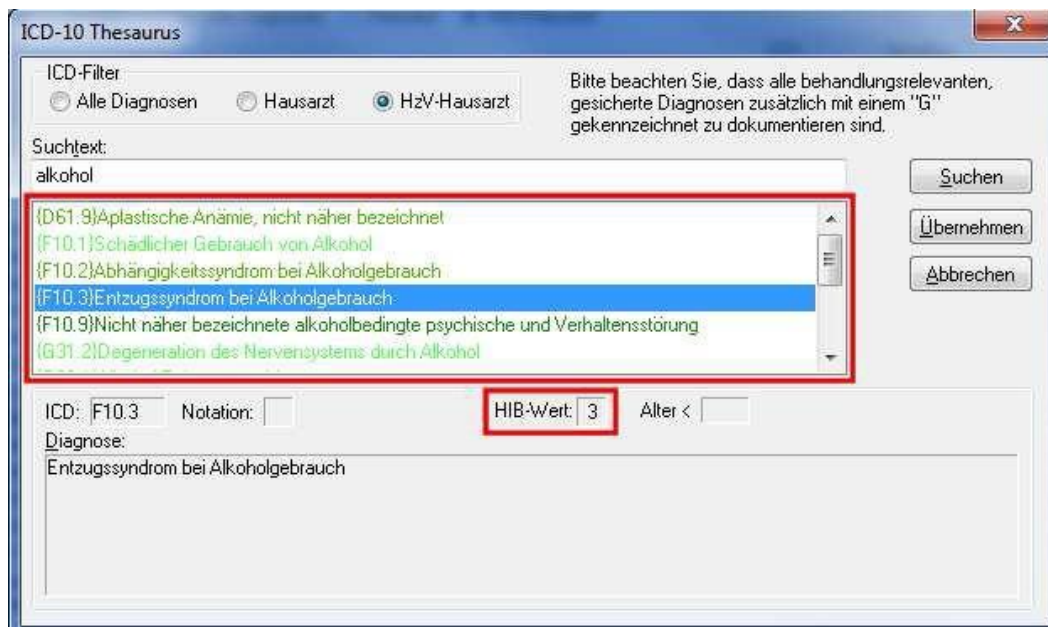 ICD-10 Thesaurus
ICD-Filter
Alle Diagnosen Hausarzt HzV-Hausarzt
Bitte beachten Sie, dass alle behandlungsrelevanten,
gesicherte Diagnosen zusätzlich mit einem "G"
gekennzeichnet zu dokumentieren sind.
Suchtext:
alkohol
Suchen
Übernehmen
Abbrechen
{D61.9}Aplastische Anämie, nicht näher bezeichnet
{F10.1}Schädlicher Gebrauch von Alkohol
{F10.2}Abhängigkeitssyndrom bei Alkoholgebrauch
{F10.3}Entzugssyndrom bei Alkoholgebrauch
{F10.9}Nicht näher bezeichnete alkoholbedingte psychische und Verhaltensstörung
{G31.2}Degeneration des Nervensystems durch Alkohol
ICD: F10.3 Notation: HIB-Wert: 3 Alter <
Diagnose:
Entzugssyndrom bei Alkoholgebrauch